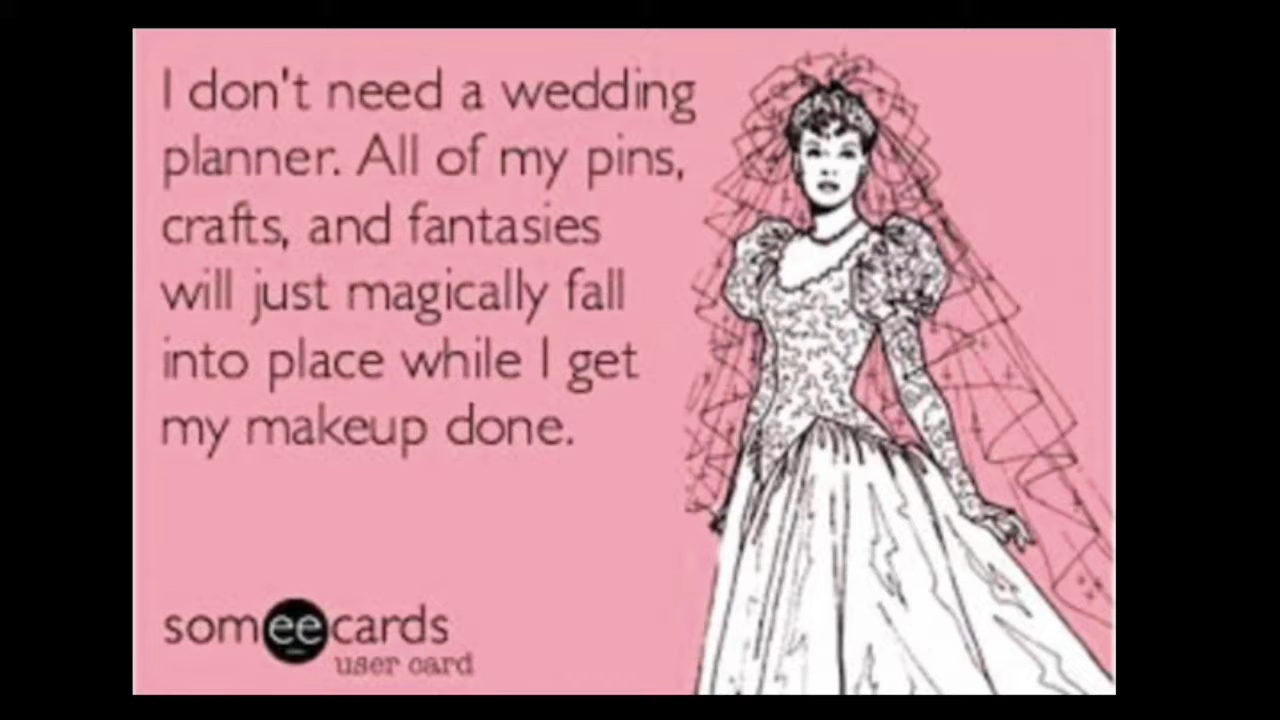 I don't need a wedding
planner. All of my pins,
crafts, and fantasies
will just magically fall
into place while I get
my makeup done.
someecards
user card